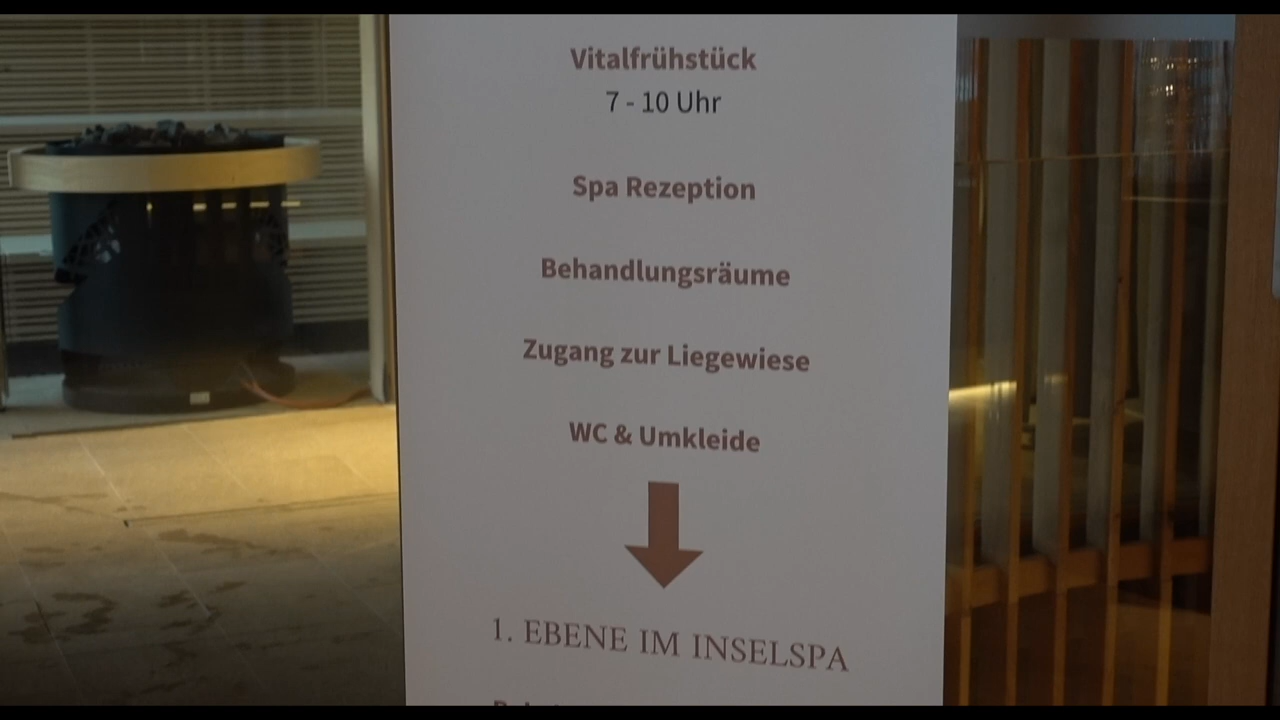 Vitalfrühstück
7 - 10 Uhr
Spa Rezeption
Behandlungsräume
Zugang zur Liegewiese
WC & Umkleide
1. EBENE IM INSELSPA